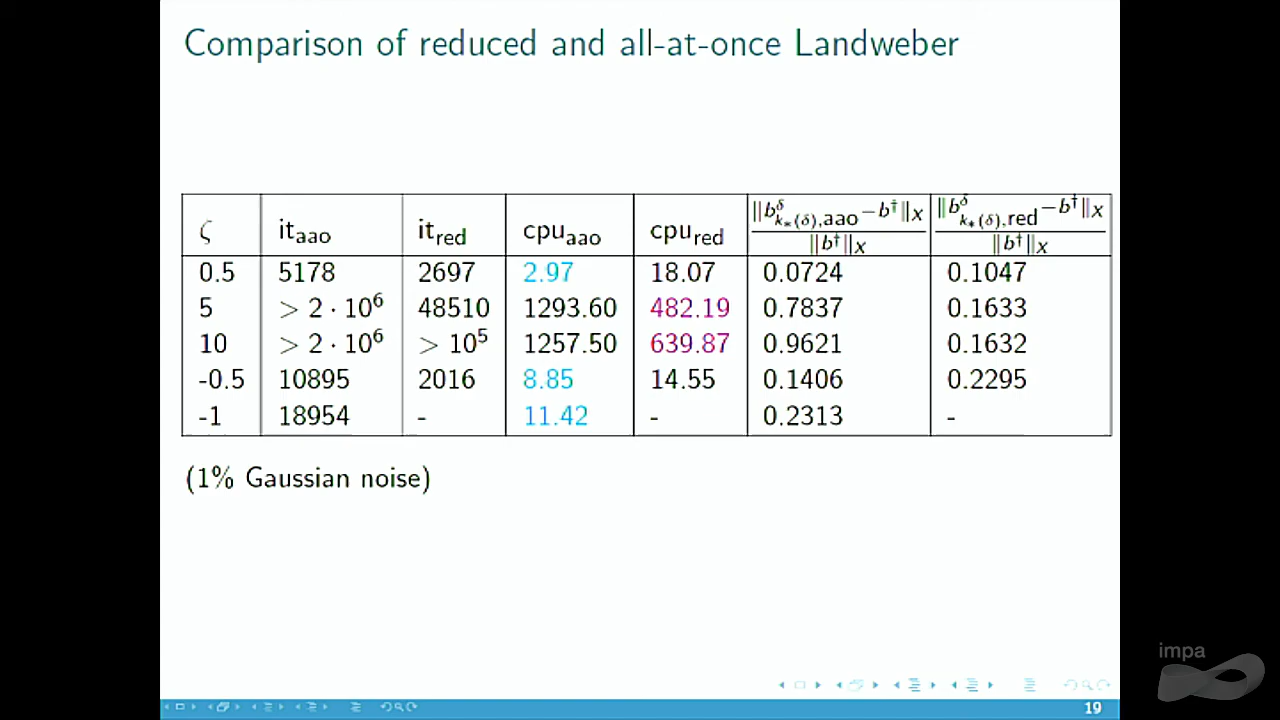 Comparison of reduced and all-at-once Landweber
ζ it_aao it_red cpu_aao cpu_red ‖b^δ_{k∗(δ),aao}−b^†‖_X / ‖b^†‖_X ‖b^δ_{k∗(δ),red}−b^†‖_X / ‖b^†‖_X
0.5 5178 2697 2.97 18.07 0.0724 0.1047
5 > 2 · 10^6 48510 1293.60 482.19 0.7837 0.1633
10 > 2 · 10^6 > 10^5 1257.50 639.87 0.9621 0.1632
-0.5 10895 2016 8.85 14.55 0.1406 0.2295
-1 18954 - 11.42 - 0.2313 -
(1% Gaussian noise)
impa
19